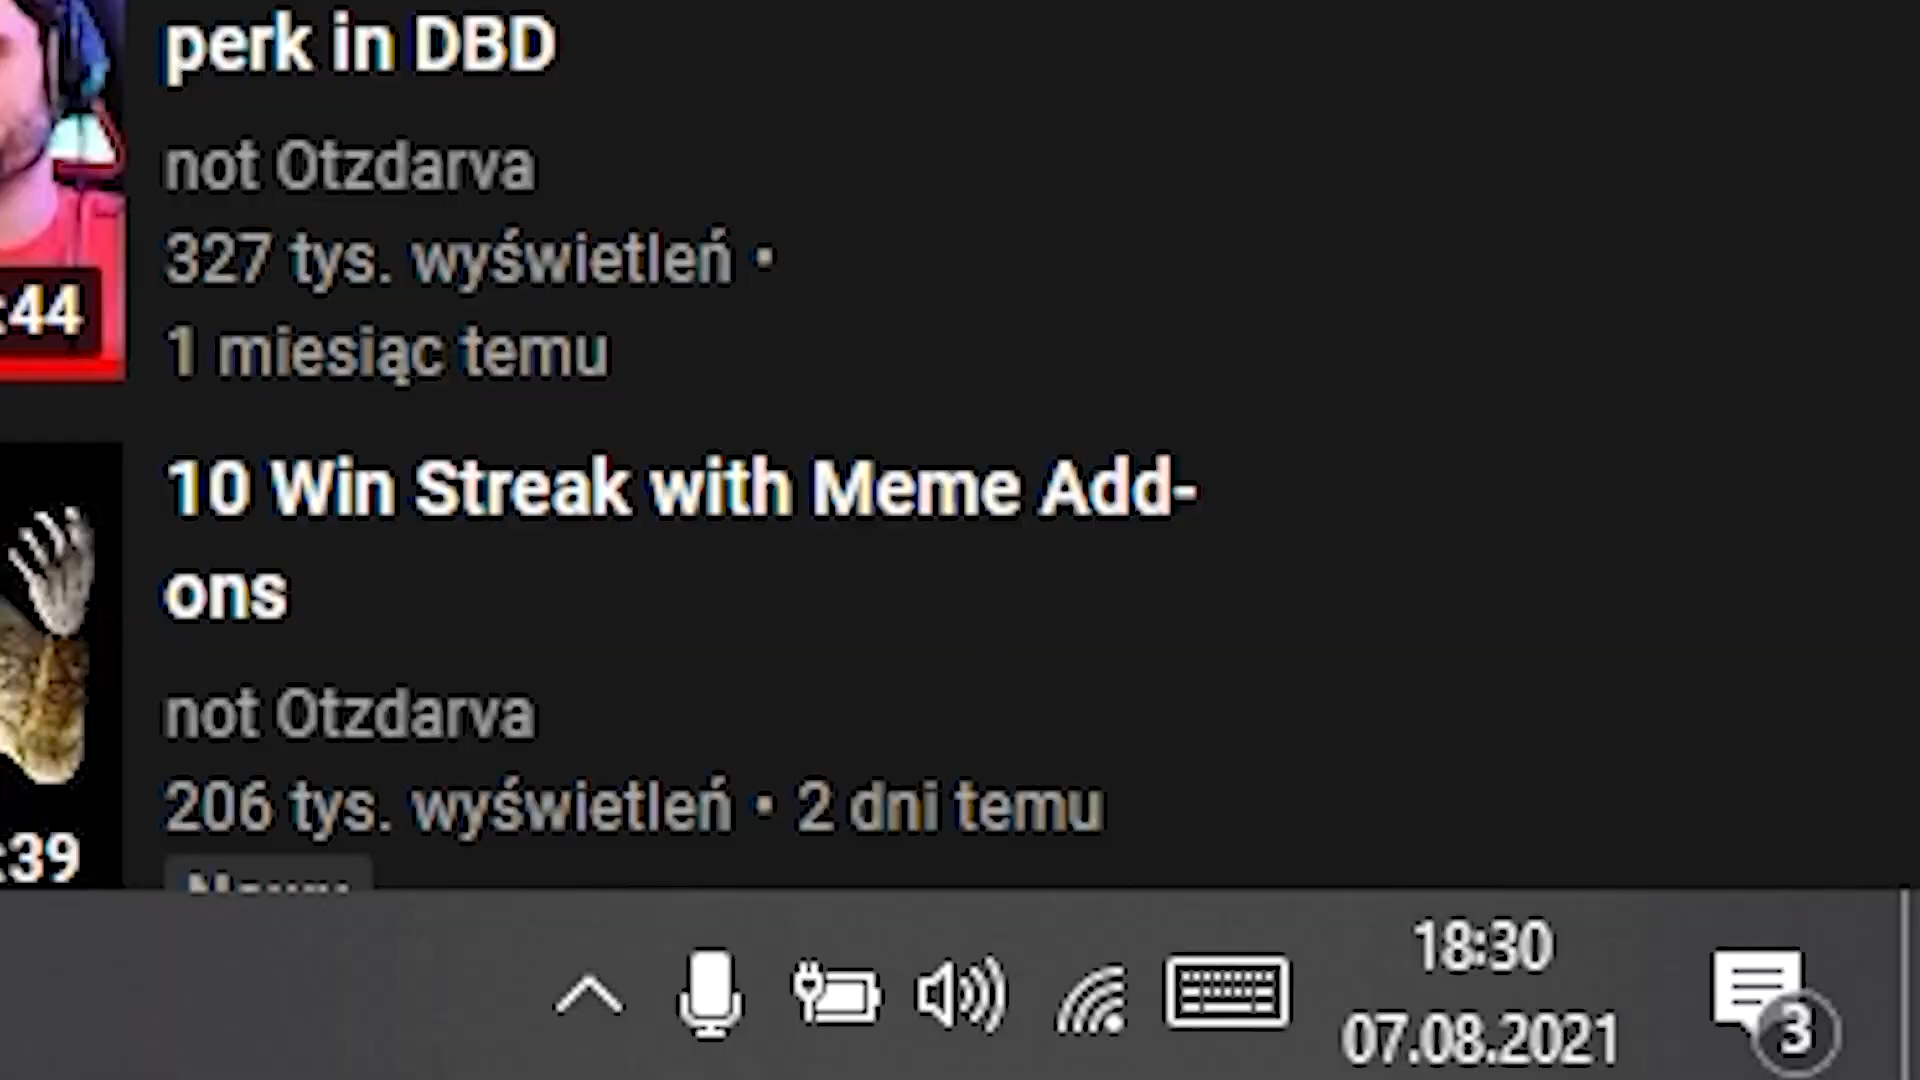 perk in DBD
not Otzdarva
327 tys. wyświetleń •
:44
1 miesiąc temu
10 Win Streak with Meme Add-
ons
not Otzdarva
206 tys. wyświetleń • 2 dni temu
:39
18:30
07.08.2021
3